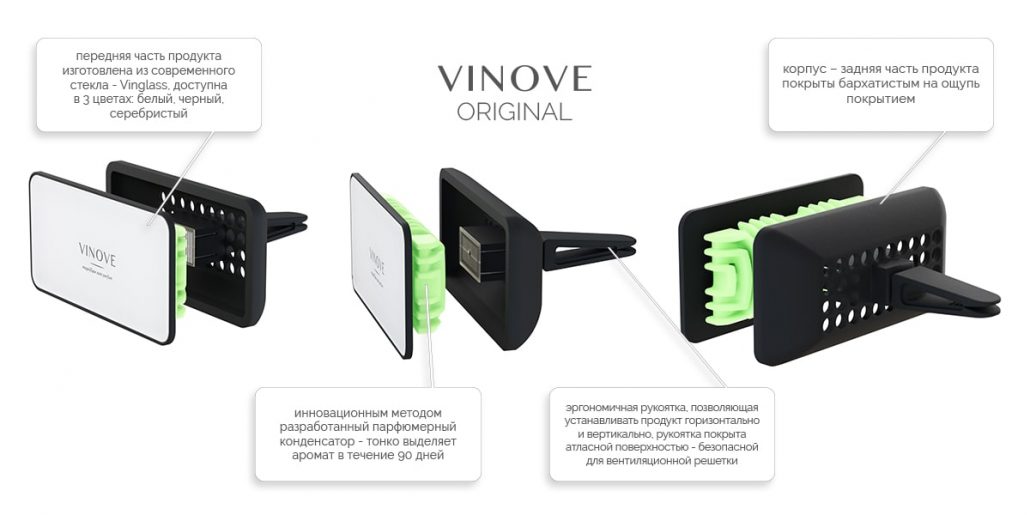 передняя часть продукта
изготовлена из современного
стекла - Vinglass, доступна
в 3 цветах: белый, черный,
серебристый
VINOVE
ORIGINAL
корпус – задняя часть продукта
покрыты бархатистым на ощупь
покрытием
VINOVE
VINOVE
инновационным методом
разработанный парфюмерный
конденсатор - тонко выделяет
аромат в течение 90 дней
эргономичная рукоятка, позволяющая
устанавливать продукт горизонтально
и вертикально, рукоятка покрыта
атласной поверхностью - безопасной
для вентиляционной решетки